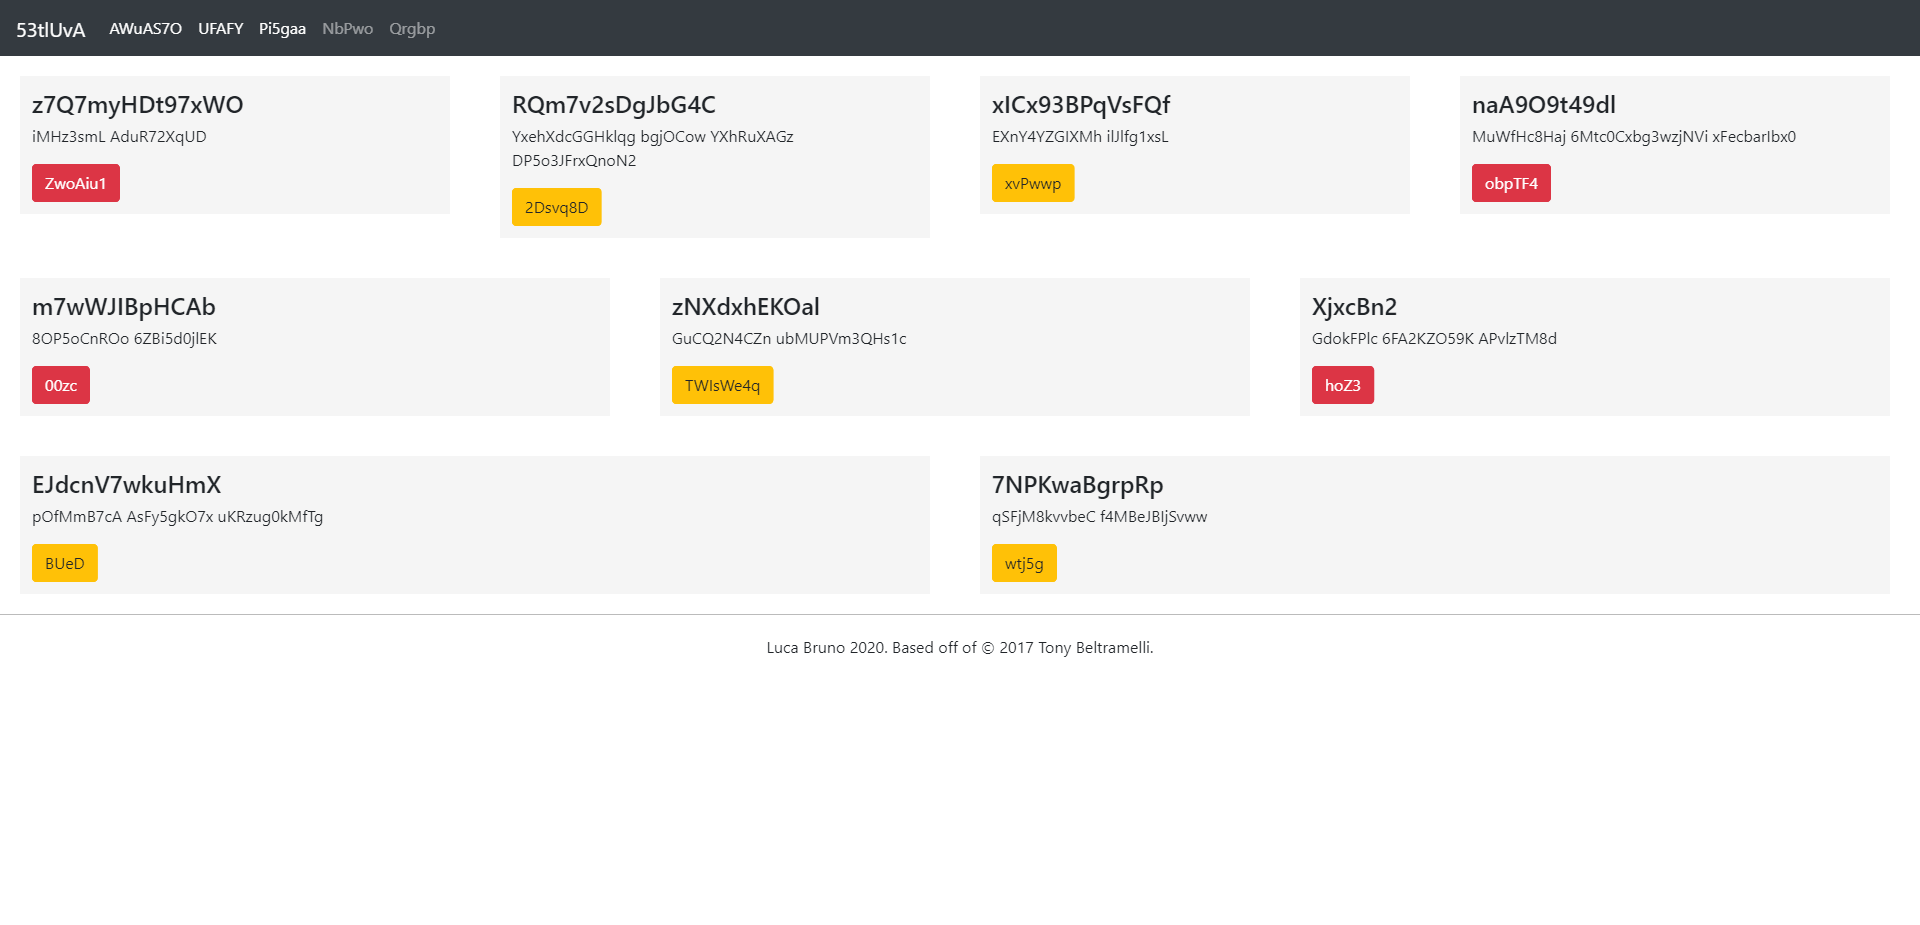 53tlUvA AWuAS7O UFAFY Pi5gaa NbPwo Qrgbp
z7Q7myHDt97xWO
iMHz3smL AduR72XqUD
ZwoAiu1
RQm7v2sDgJbG4C
YxehXdcGGHklqg bgjOCow YXhRuXAGz
DP5o3JFrxQnoN2
2Dsvq8D
xICx93BPqVsFQf
EXnY4YZGIXMh iIJlfg1xsL
xvPwwp
naA9O9t49dl
MuWfHc8Haj 6Mtc0Cxbg3wzjNVi xFecbarIbx0
obpTF4
m7wWJIBpHCAb
8OP5oCnROo 6ZBi5d0jlEK
00zc
zNXdxhEKOal
GuCQ2N4CZn ubMUPVm3QHs1c
TWIsWe4q
XjxcBn2
GdokFPlc 6FA2KZO59K APvlzTM8d
hoZ3
EJdcnV7wkuHmX
pOfMmB7cA AsFy5gkO7x uKRzug0kMfTg
BUeD
7NPKwaBgrpRp
qSFjM8kvvbeC f4MBeJBljSvww
wtj5g
Luca Bruno 2020. Based off of © 2017 Tony Beltramelli.